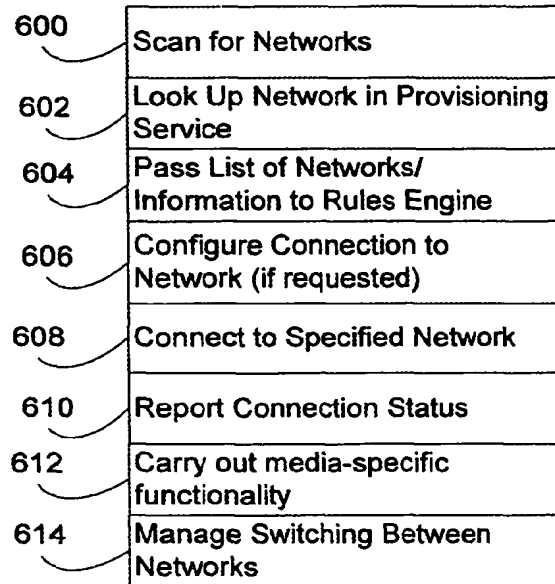 600
Scan for Networks
602
Look Up Network in Provisioning
Service
604
Pass List of Networks/
Information to Rules Engine
606
Configure Connection to
Network (if requested)
608
Connect to Specified Network
610
Report Connection Status
612
Carry out media-specific
functionality
614
Manage Switching Between
Networks